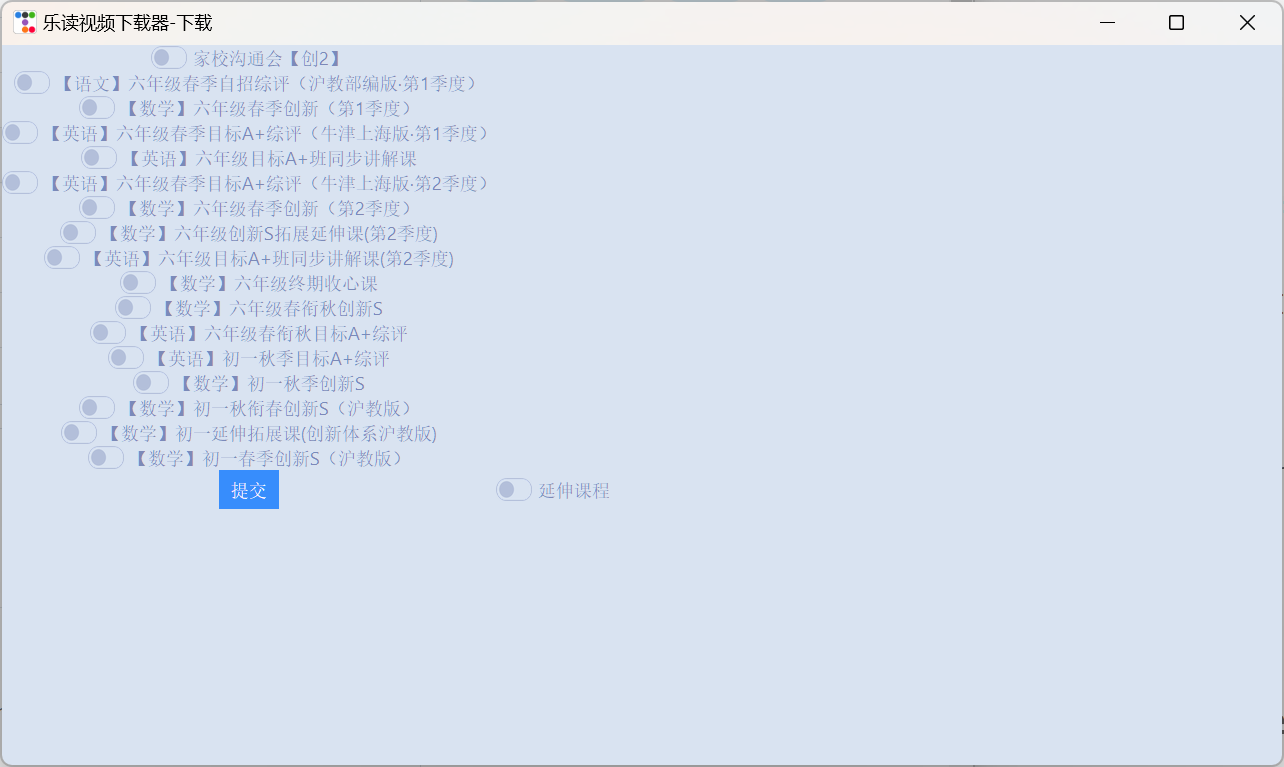 乐读视频下载器-下载
家校沟通会【创2】
【语文】六年级春季自招综评（沪教部编版·第1季度）
【数学】六年级春季创新（第1季度）
【英语】六年级春季目标A+综评（牛津上海版·第1季度）
【英语】六年级目标A+班同步讲解课
【英语】六年级春季目标A+综评（牛津上海版·第2季度）
【数学】六年级春季创新（第2季度）
【数学】六年级创新S拓展延伸课(第2季度)
【英语】六年级目标A+班同步讲解课(第2季度)
【数学】六年级终期收心课
【数学】六年级春衔秋创新S
【英语】六年级春衔秋目标A+综评
【英语】初一秋季目标A+综评
【数学】初一秋季创新S
【数学】初一秋衔春创新S（沪教版）
【数学】初一延伸拓展课(创新体系沪教版)
【数学】初一春季创新S（沪教版）
提交 延伸课程